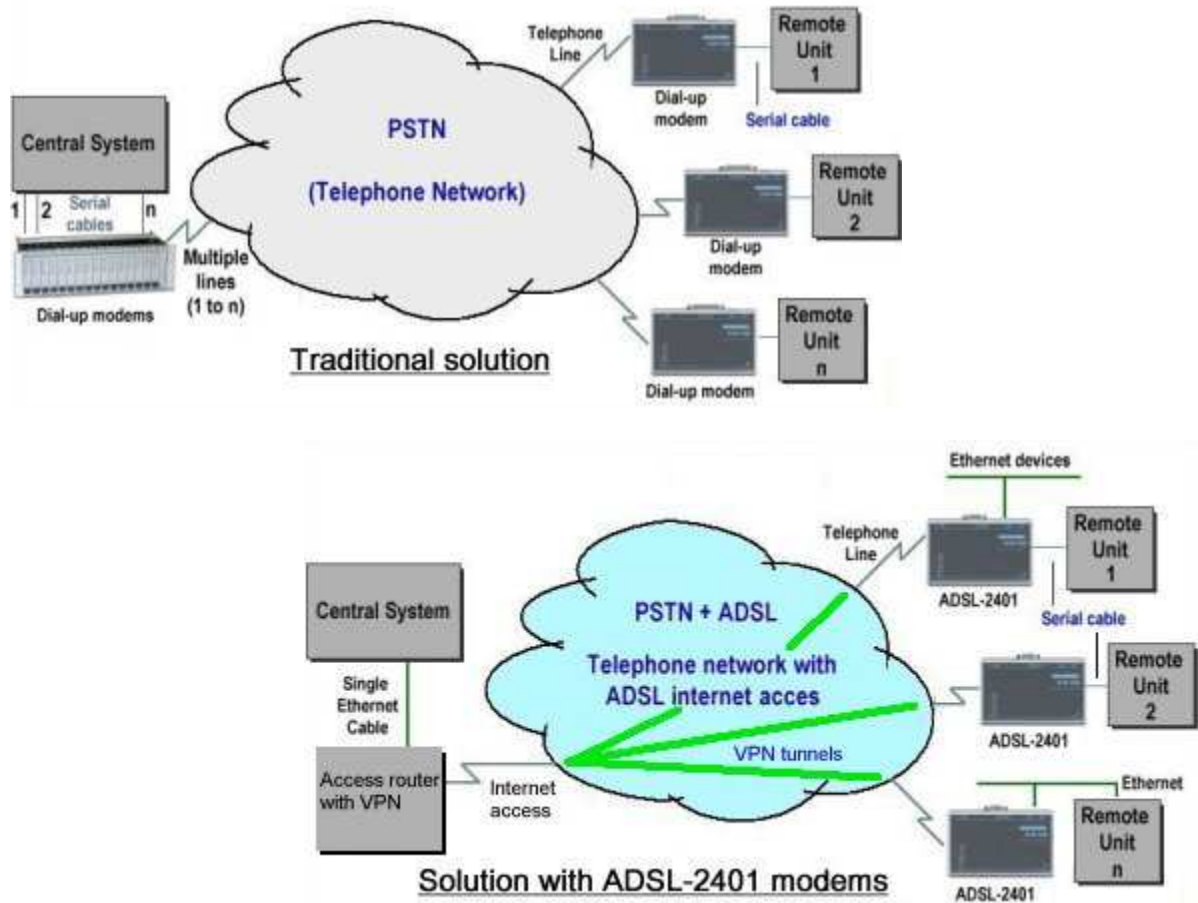 Telephone
Line
Remote
Unit
1
Dial-up
modem
Serial cable
Central System
PSTN
(Telephone Network)
1
2
Serial
cables
n
Multiple
lines
(1 to n)
Dial-up modems
Remote
Unit
2
Dial-up
modem
Remote
Unit
n
Dial-up modem
Traditional solution
Ethernet devices
Telephone
Line
Remote
Unit
1
ADSL-2401
Serial cable
Central System
PSTN + ADSL
Telephone network with
ADSL internet acces
Single
Ethernet
Cable
Remote
Unit
2
ADSL-2401
VPN tunnels
Access router
with VPN
Internet
access
Ethernet
Remote
Unit
n
ADSL-2401
Solution with ADSL-2401 modems